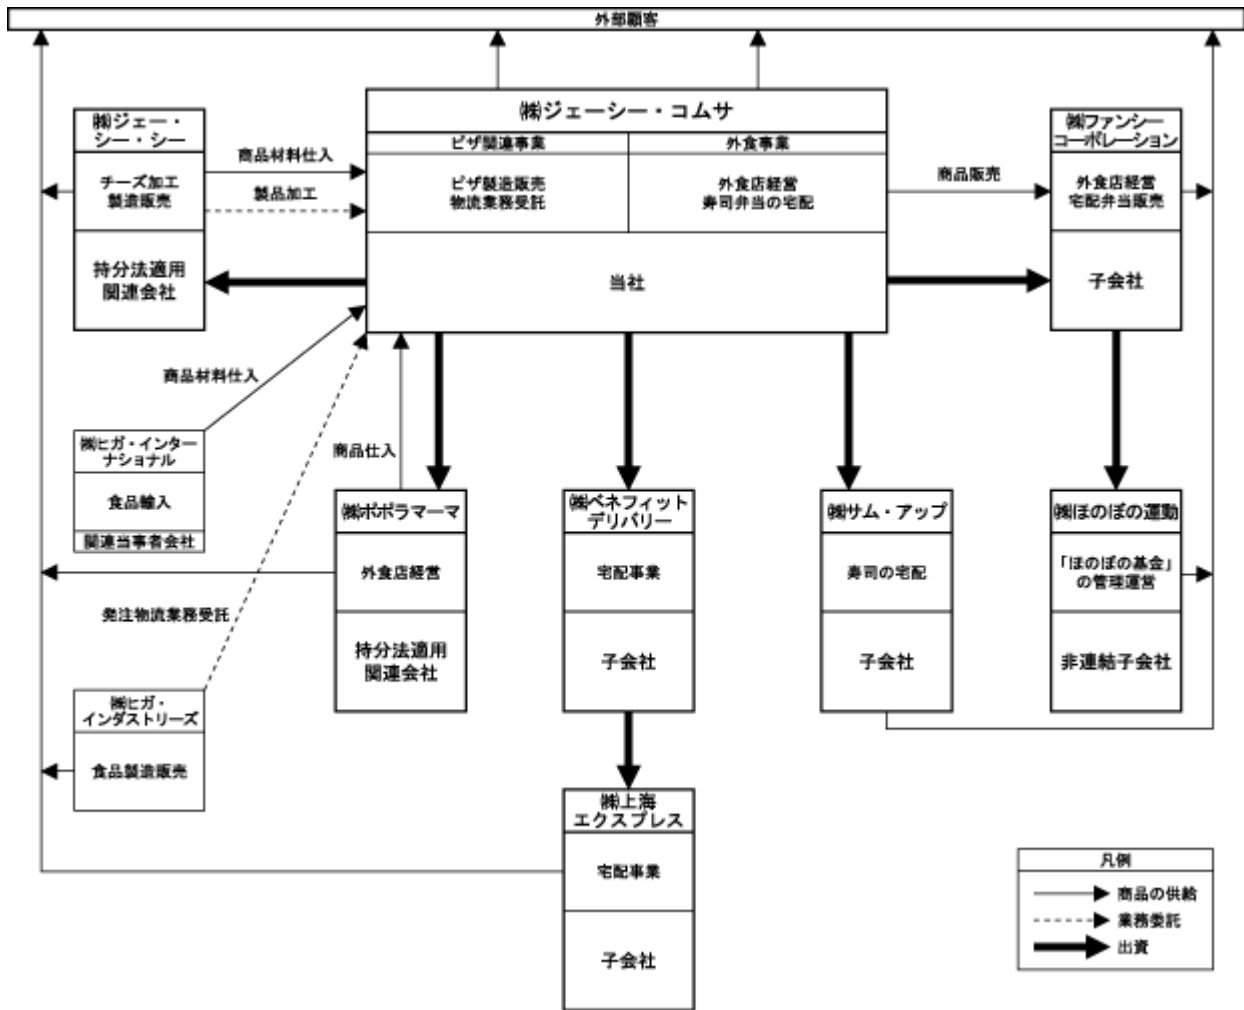 外部顧客
㈱ジェーシー・コムサ
ピザ関連事業
外食事業
ピザ製造販売
物流業務受託
外食店経営
寿司弁当の宅配
当社
㈱ジェー・
シー・シー
チーズ加工
製造販売
持分法適用
関連会社
商品材料仕入
製品加工
商品販売
㈱ファンシー
コーポレーション
外食店経営
宅配弁当販売
子会社
商品材料仕入
㈱ヒガ・インター
ナショナル
食品輸入
関連当事者会社
商品仕入
発注物流業務受託
㈱ポポラマーマ
外食店経営
持分法適用
関連会社
㈱ベネフィット
デリバリー
宅配事業
子会社
㈱サム・アップ
寿司の宅配
子会社
㈱ほのぼの運動
「ほのぼの基金」
の管理運営
非連結子会社
㈱ヒガ・
インダストリーズ
食品製造販売
㈱上海
エクスプレス
宅配事業
子会社
凡例
商品の供給
業務委託
出資